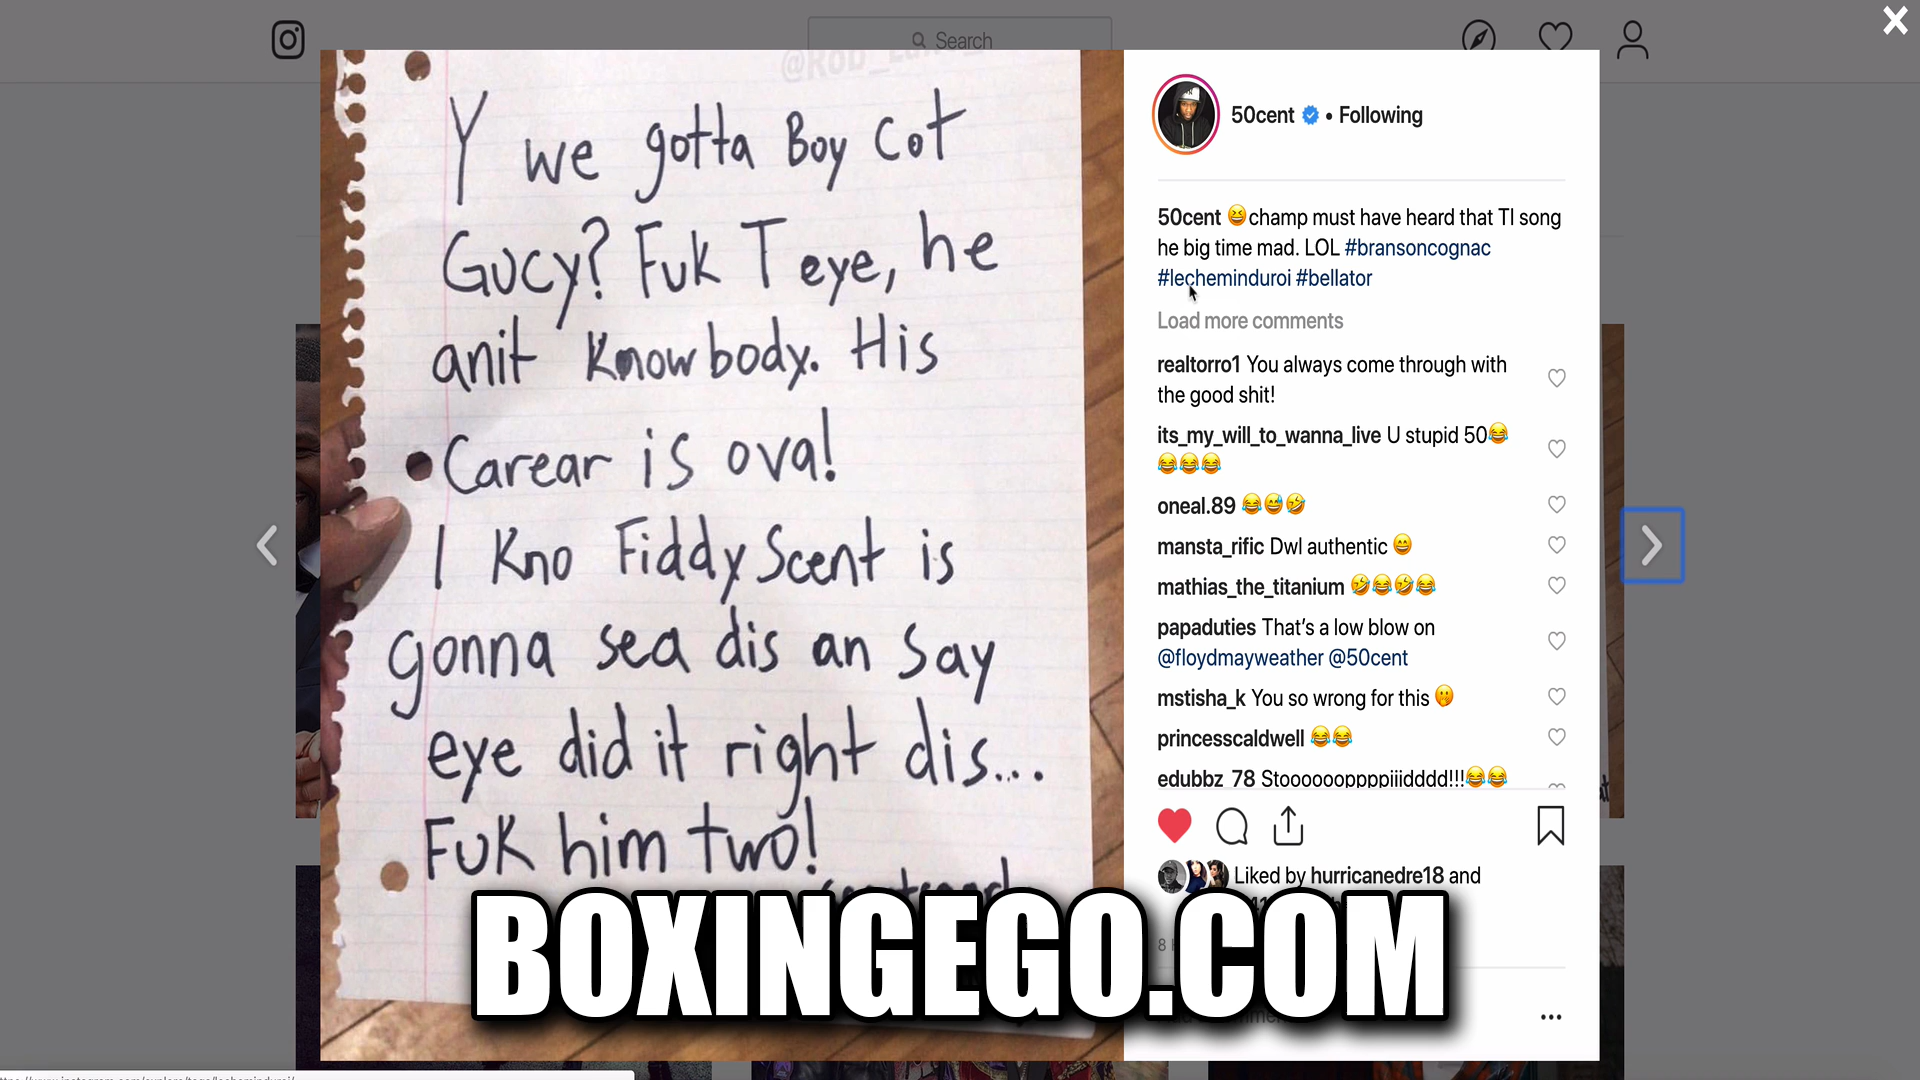 Search
@Rob_
Y we gotta Boy Cot
Gucy? Fuk T eye, he
anit Knowbody. His
Carear is ova!
I Kno Fiddy Scent is
gonna sea dis an Say
eye did it right dis...
Fuk him two!
50cent • Following
50cent 😆champ must have heard that TI song
he big time mad. LOL #bransoncognac
#lecheminduroi #bellator
Load more comments
realtorro1 You always come through with
the good shit!
its_my_will_to_wanna_live U stupid 50😂
😂😂😂
oneal.89 😂😅🤣
mansta_rific Dwl authentic 😄
mathias_the_titanium 🤣😂🤣😂
papaduties That's a low blow on
@floydmayweather @50cent
mstisha_k You so wrong for this 🤭
princesscaldwell 😂😂
edubbz_78 Stooooooppppiiidddd!!!😂😂
Liked by hurricanedre18 and
BOXINGEGO.COM